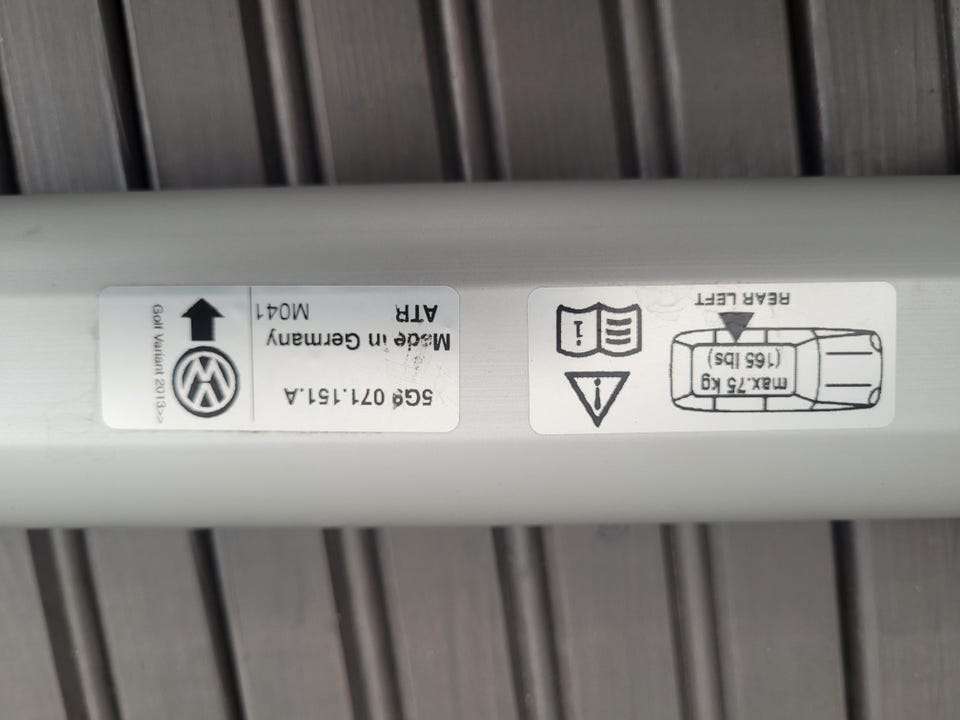 5G9 071.151.A
Made in Germany
ATR
M041
Golf Variant 2013>>
max.75 kg
(165 lbs)
REAR LEFT
i